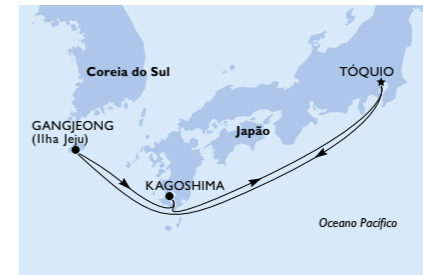 Coreia do Sul
TÓQUIO
GANGJEONG
(Ilha Jeju)
Japão
KAGOSHIMA
Oceano Pacífico